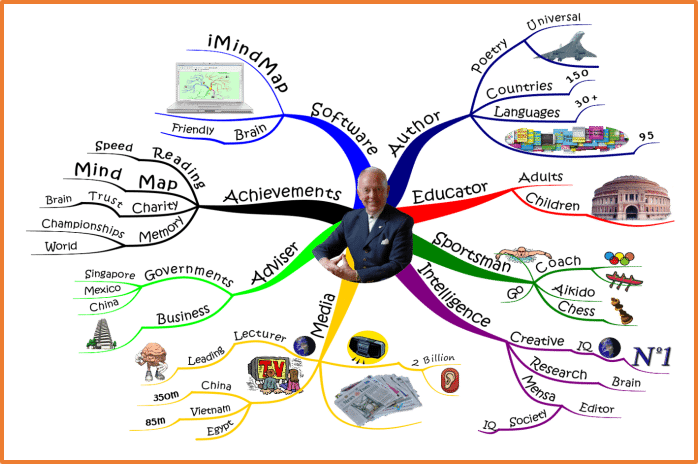 iMindMap
Software
Friendly Brain
Author
Poetry
Universal
Countries 150
Languages 30+
95
Achievements
Speed Reading
Mind Map
Brain Trust Charity
Championships Memory
World
Educator
Adults
Children
Sportsman
Coach
Aikido
Chess
GP
Adviser
Governments
Singapore
Mexico
China
Business
Intelligence
Creative IQ
Nº1
Research Brain
Mensa
Editor
IQ Society
Media
Lecturer
Leading
TV
350m China
85m Vietnam
Egypt
2 Billion